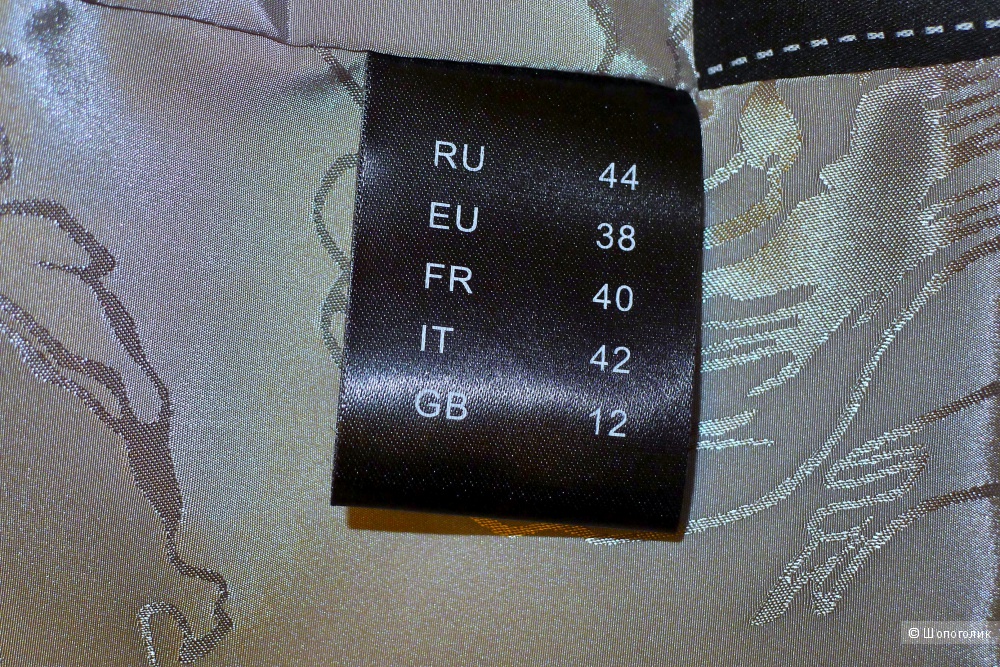 RU 44
EU 38
FR 40
IT 42
GB 12
© Шопоголик